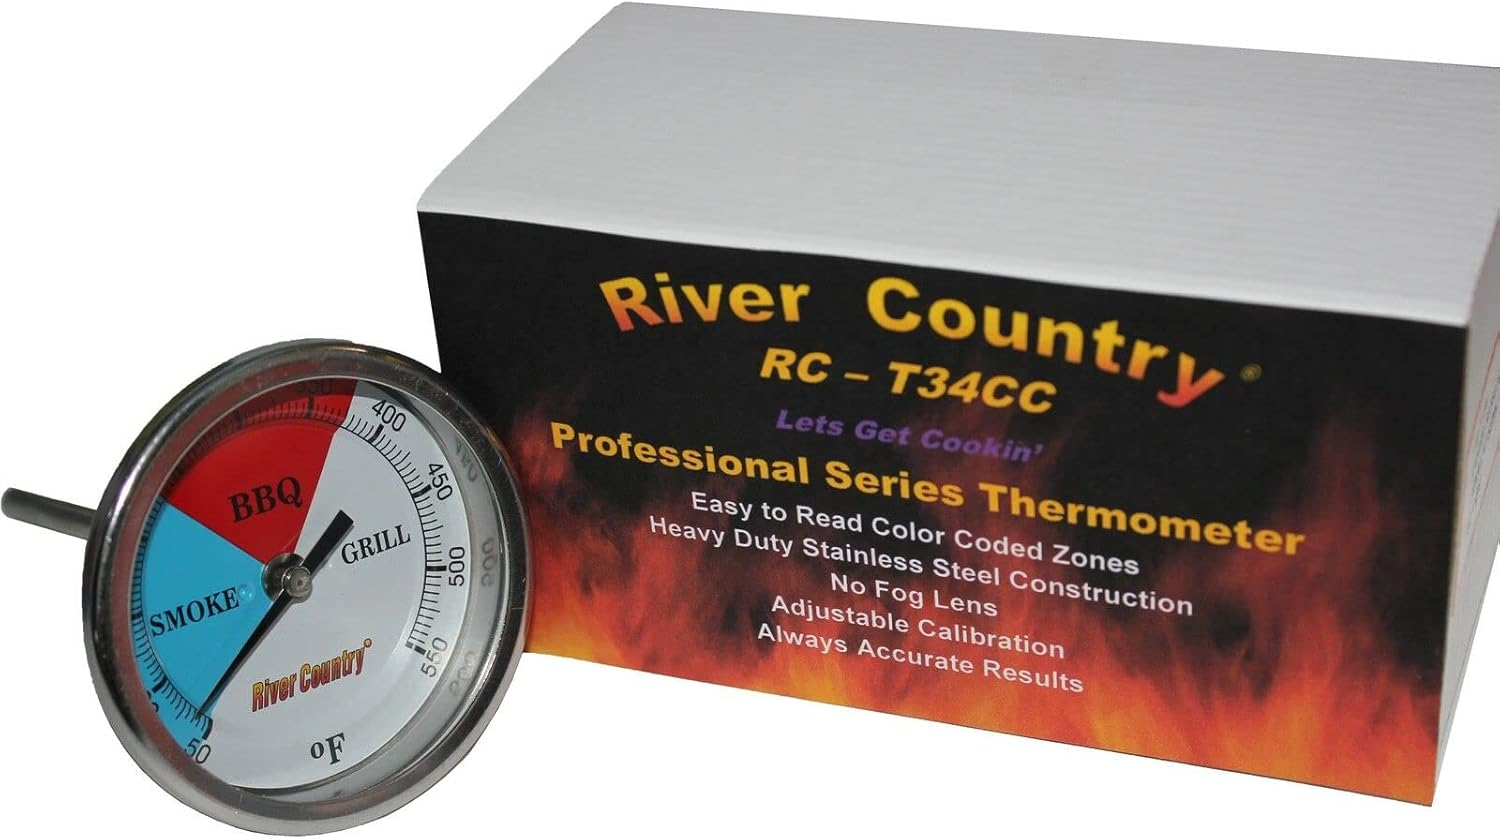 River Country®
RC – T34CC
Lets Get Cookin'
Professional Series Thermometer
Easy to Read Color Coded Zones
Heavy Duty Stainless Steel Construction
No Fog Lens
Adjustable Calibration
Always Accurate Results
350
400
450
500
550
50
BBQ
GRILL
SMOKE
River Country®
oF